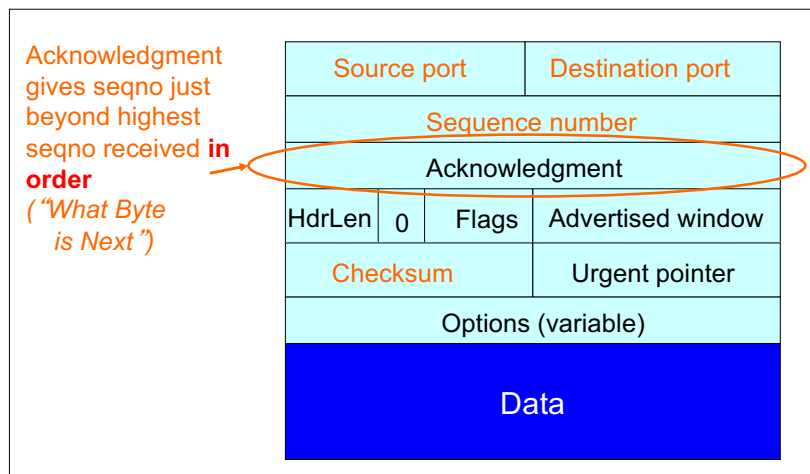 Acknowledgment
gives seqno just
beyond highest
seqno received in
order
(“What Byte
is Next”)
Source port
Destination port
Sequence number
Acknowledgment
HdrLen
0
Flags
Advertised window
Checksum
Urgent pointer
Options (variable)
Data